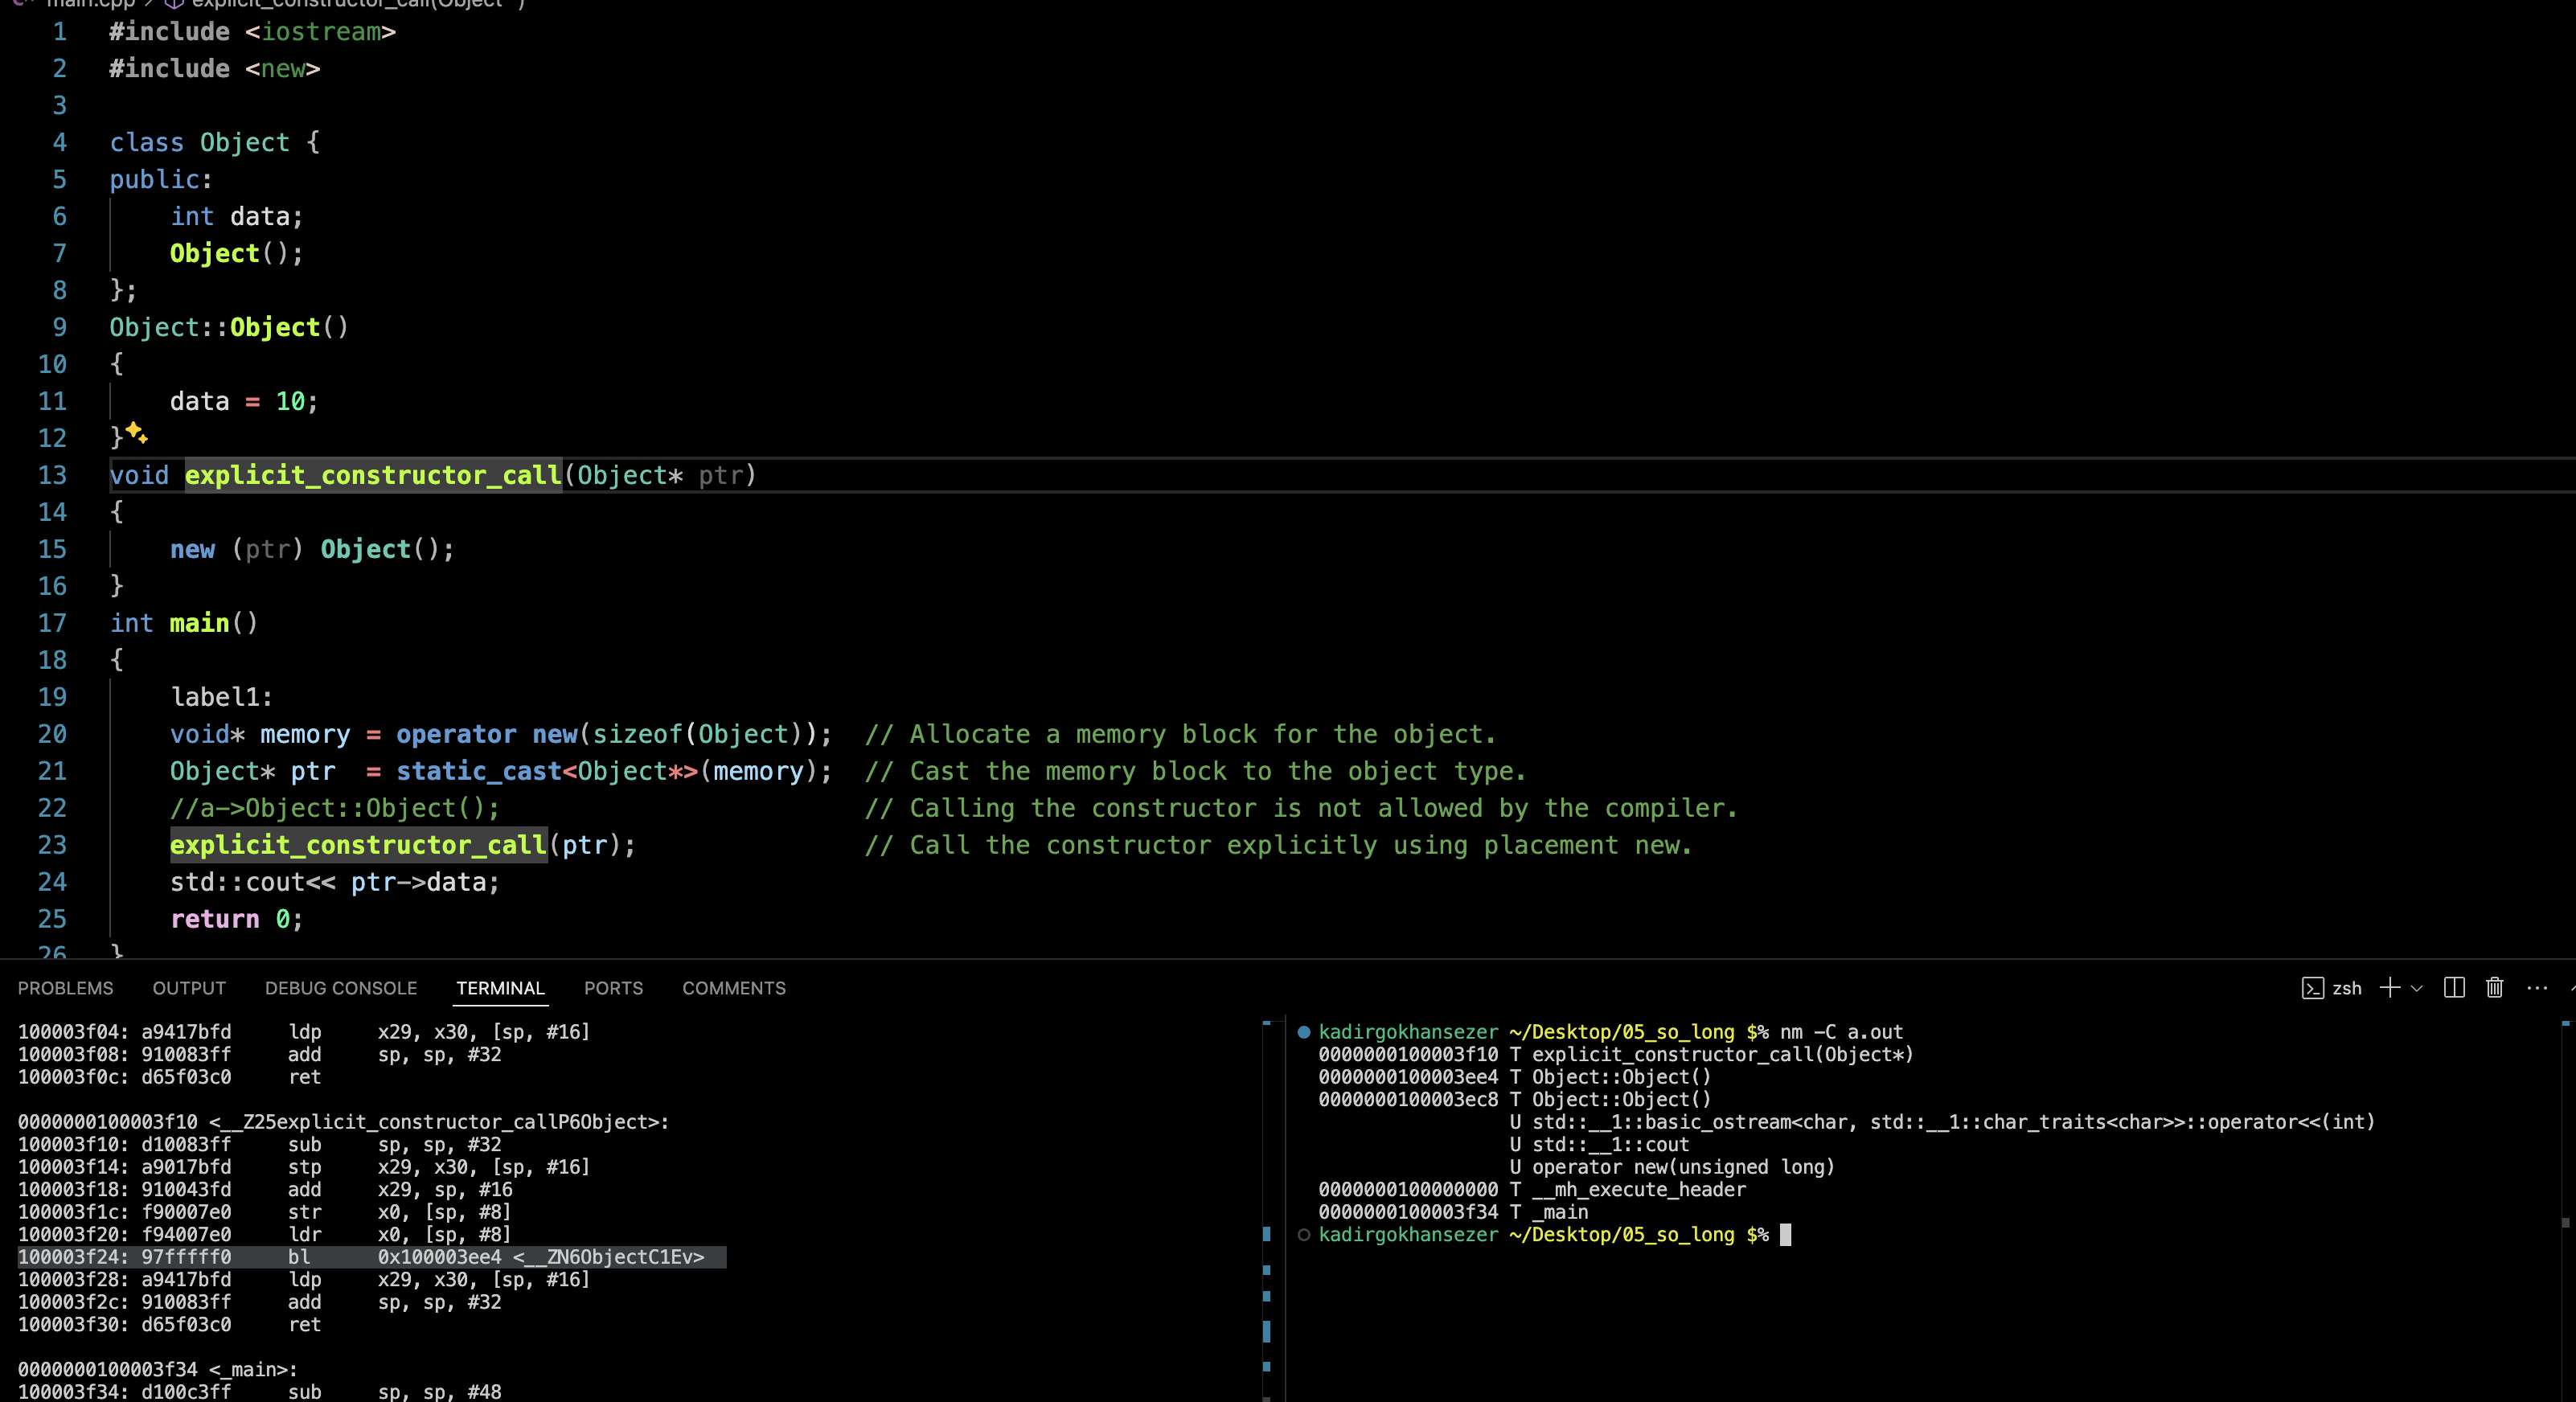 main.cpp > explicit_constructor_call(Object*)
1 #include <iostream>
2 #include <new>
3
4 class Object {
5 public:
6     int data;
7     Object();
8 };
9 Object::Object()
10 {
11     data = 10;
12 }
13 void explicit_constructor_call(Object* ptr)
14 {
15     new (ptr) Object();
16 }
17 int main()
18 {
19     label1:
20     void* memory = operator new(sizeof(Object));  // Allocate a memory block for the object.
21     Object* ptr  = static_cast<Object*>(memory);  // Cast the memory block to the object type.
22     //a->Object::Object();                        // Calling the constructor is not allowed by the compiler.
23     explicit_constructor_call(ptr);               // Call the constructor explicitly using placement new.
24     std::cout<< ptr->data;
25     return 0;
26 }
PROBLEMS OUTPUT DEBUG CONSOLE TERMINAL PORTS COMMENTS zsh
100003f04: a9417bfd     ldp     x29, x30, [sp, #16]
100003f08: 910083ff     add     sp, sp, #32
100003f0c: d65f03c0     ret
0000000100003f10 <__Z25explicit_constructor_callP6Object>:
100003f10: d10083ff     sub     sp, sp, #32
100003f14: a9017bfd     stp     x29, x30, [sp, #16]
100003f18: 910043fd     add     x29, sp, #16
100003f1c: f90007e0     str     x0, [sp, #8]
100003f20: f94007e0     ldr     x0, [sp, #8]
100003f24: 97fffff0     bl      0x100003ee4 <__ZN6ObjectC1Ev>
100003f28: a9417bfd     ldp     x29, x30, [sp, #16]
100003f2c: 910083ff     add     sp, sp, #32
100003f30: d65f03c0     ret
0000000100003f34 <_main>:
100003f34: d100c3ff     sub     sp, sp, #48
kadirgokhansezer ~/Desktop/05_so_long $% nm -C a.out
0000000100003f10 T explicit_constructor_call(Object*)
0000000100003ee4 T Object::Object()
0000000100003ec8 T Object::Object()
U std::__1::basic_ostream<char, std::__1::char_traits<char>>::operator<<(int)
U std::__1::cout
U operator new(unsigned long)
0000000100000000 T __mh_execute_header
0000000100003f34 T _main
kadirgokhansezer ~/Desktop/05_so_long $%